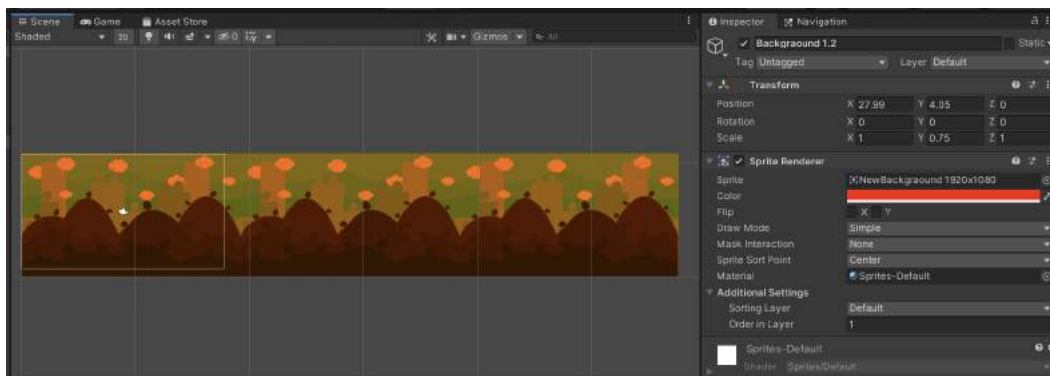 Scene Game Asset Store
Shaded 2D 0 Gizmos All
Inspector Navigation
Backgraound 1.2 Static
Tag Untagged Layer Default
Transform
Position X 27.99 Y 4.05 Z 0
Rotation X 0 Y 0 Z 0
Scale X 1 Y 0.75 Z 1
Sprite Renderer
Sprite NewBackgraound 1920x1080
Color
Flip X Y
Draw Mode Simple
Mask Interaction None
Sprite Sort Point Center
Material Sprites-Default
Additional Settings
Sorting Layer Default
Order in Layer 1
Sprites-Default
Shader Sprites/Default